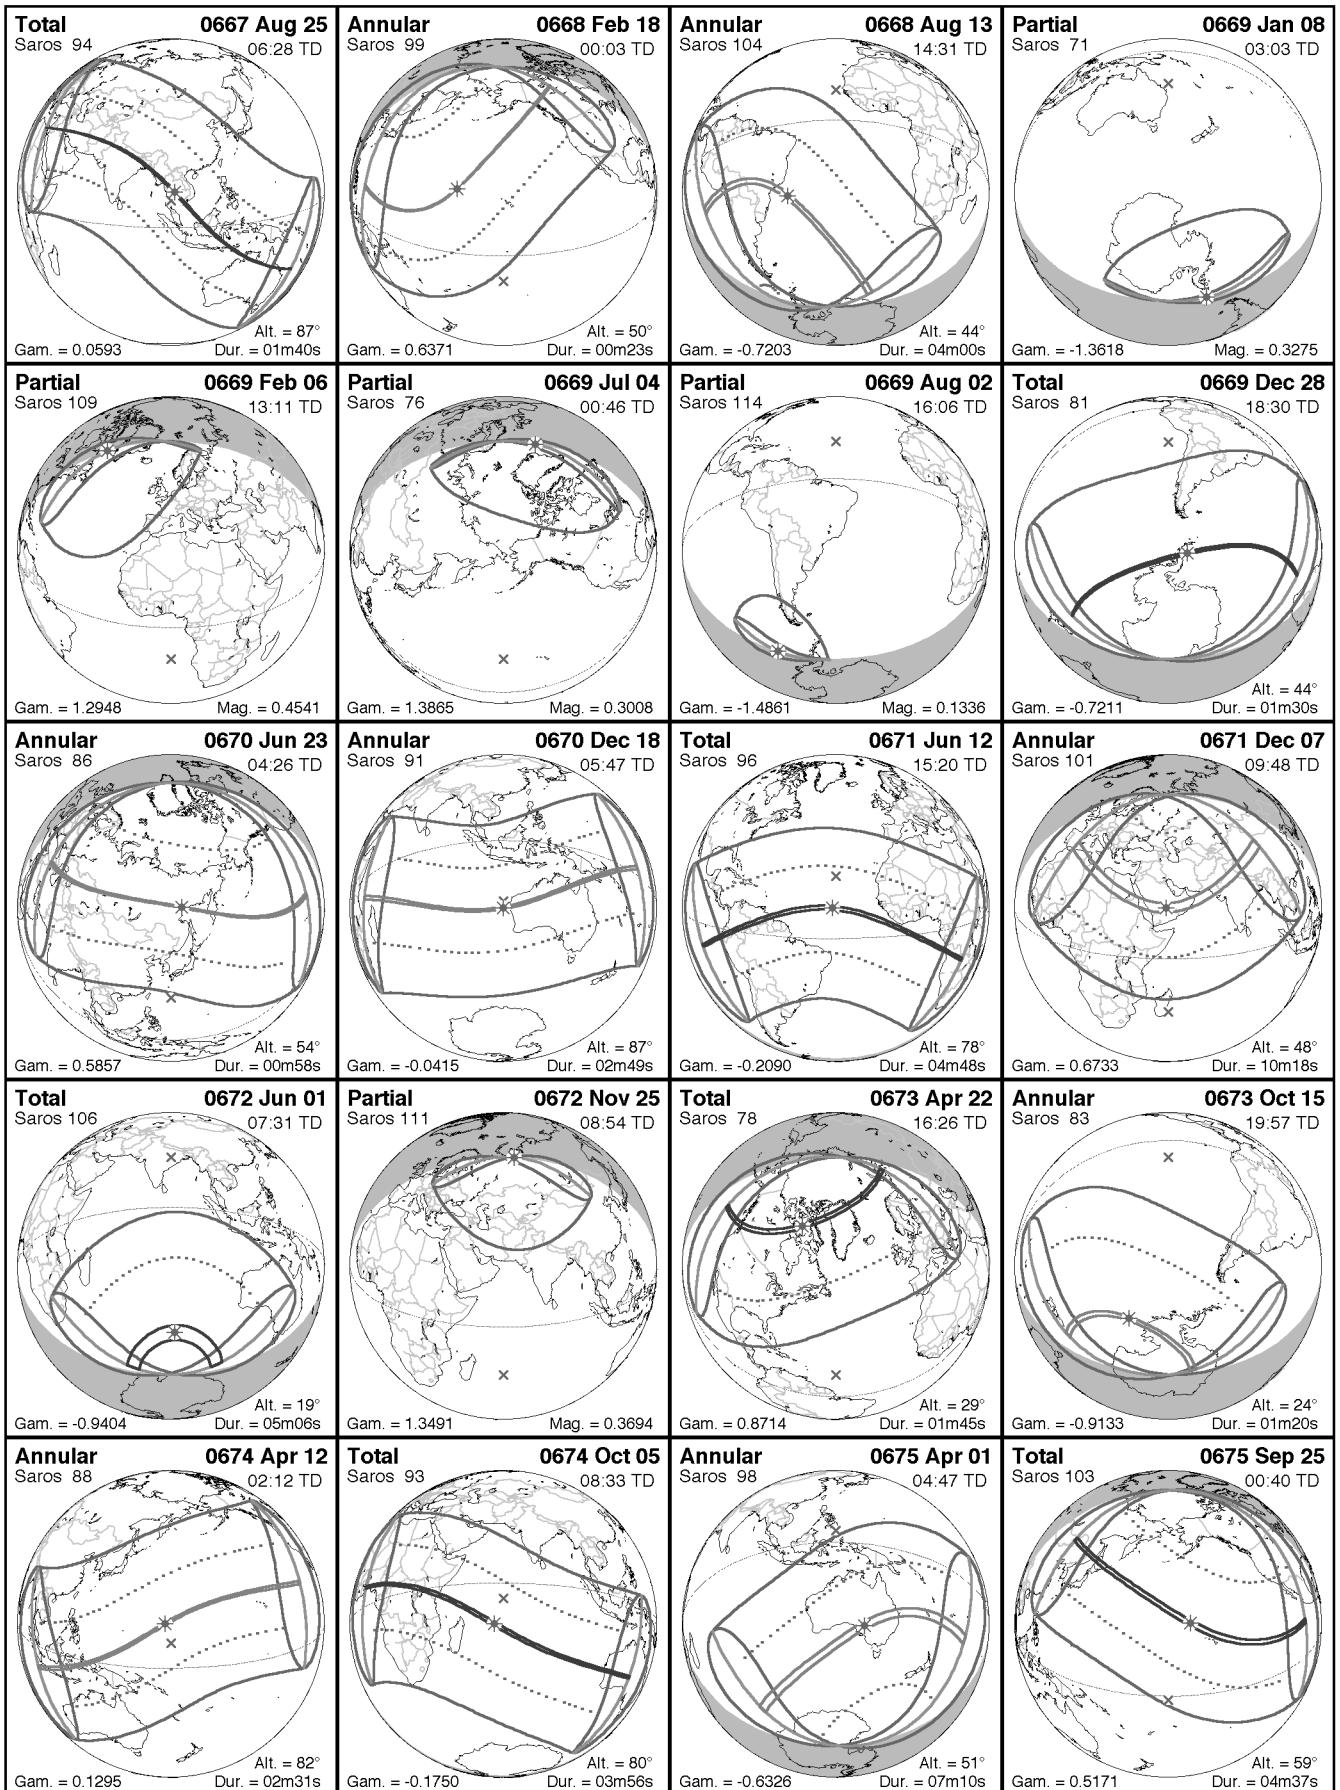 Total 0667 Aug 25
Saros 94 06:28 TD
Alt. = 87°
Gam. = 0.0593 Dur. = 01m40s
Annular 0668 Feb 18
Saros 99 00:03 TD
Alt. = 50°
Gam. = 0.6371 Dur. = 00m23s
Annular 0668 Aug 13
Saros 104 14:31 TD
Alt. = 44°
Gam. = -0.7203 Dur. = 04m00s
Partial 0669 Jan 08
Saros 71 03:03 TD
Gam. = -1.3618 Mag. = 0.3275
Partial 0669 Feb 06
Saros 109 13:11 TD
Gam. = 1.2948 Mag. = 0.4541
Partial 0669 Jul 04
Saros 76 00:46 TD
Gam. = 1.3865 Mag. = 0.3008
Partial 0669 Aug 02
Saros 114 16:06 TD
Gam. = -1.4861 Mag. = 0.1336
Total 0669 Dec 28
Saros 81 18:30 TD
Alt. = 44°
Gam. = -0.7211 Dur. = 01m30s
Annular 0670 Jun 23
Saros 86 04:26 TD
Alt. = 54°
Gam. = 0.5857 Dur. = 00m58s
Annular 0670 Dec 18
Saros 91 05:47 TD
Alt. = 87°
Gam. = -0.0415 Dur. = 02m49s
Total 0671 Jun 12
Saros 96 15:20 TD
Alt. = 78°
Gam. = -0.2090 Dur. = 04m48s
Annular 0671 Dec 07
Saros 101 09:48 TD
Alt. = 48°
Gam. = 0.6733 Dur. = 10m18s
Total 0672 Jun 01
Saros 106 07:31 TD
Alt. = 19°
Gam. = -0.9404 Dur. = 05m06s
Partial 0672 Nov 25
Saros 111 08:54 TD
Gam. = 1.3491 Mag. = 0.3694
Total 0673 Apr 22
Saros 78 16:26 TD
Alt. = 29°
Gam. = 0.8714 Dur. = 01m45s
Annular 0673 Oct 15
Saros 83 19:57 TD
Alt. = 24°
Gam. = -0.9133 Dur. = 01m20s
Annular 0674 Apr 12
Saros 88 02:12 TD
Alt. = 82°
Gam. = 0.1295 Dur. = 02m31s
Total 0674 Oct 05
Saros 93 08:33 TD
Alt. = 80°
Gam. = -0.1750 Dur. = 03m56s
Annular 0675 Apr 01
Saros 98 04:47 TD
Alt. = 51°
Gam. = -0.6326 Dur. = 07m10s
Total 0675 Sep 25
Saros 103 00:40 TD
Alt. = 59°
Gam. = 0.5171 Dur. = 04m37s